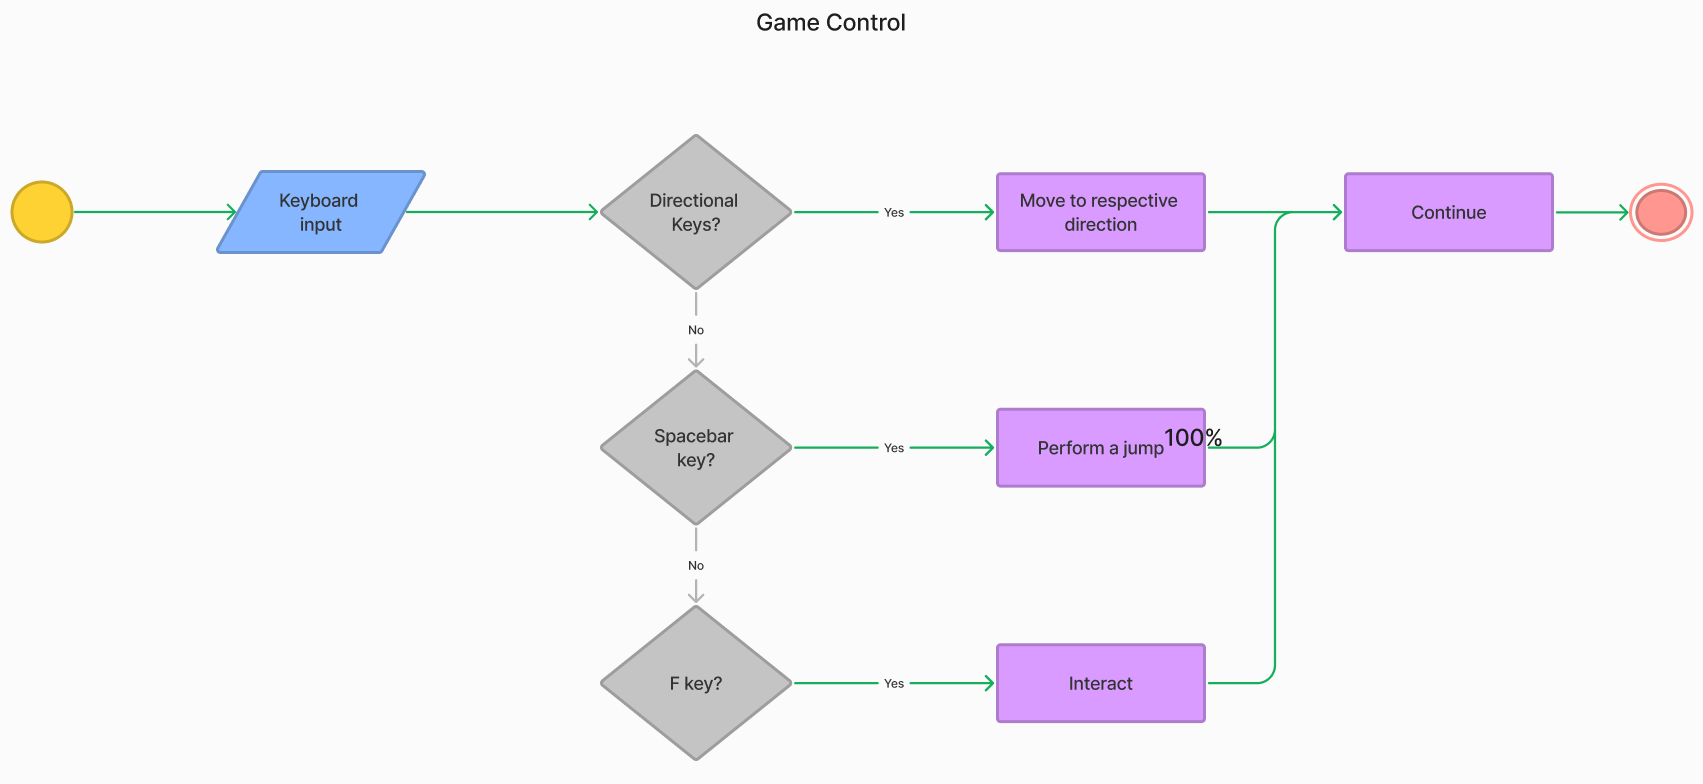 Game Control
Keyboard
input
Directional
Keys?
Yes
Move to respective
direction
Continue
No
Spacebar
key?
Yes
Perform a jump
100%
No
F key?
Yes
Interact